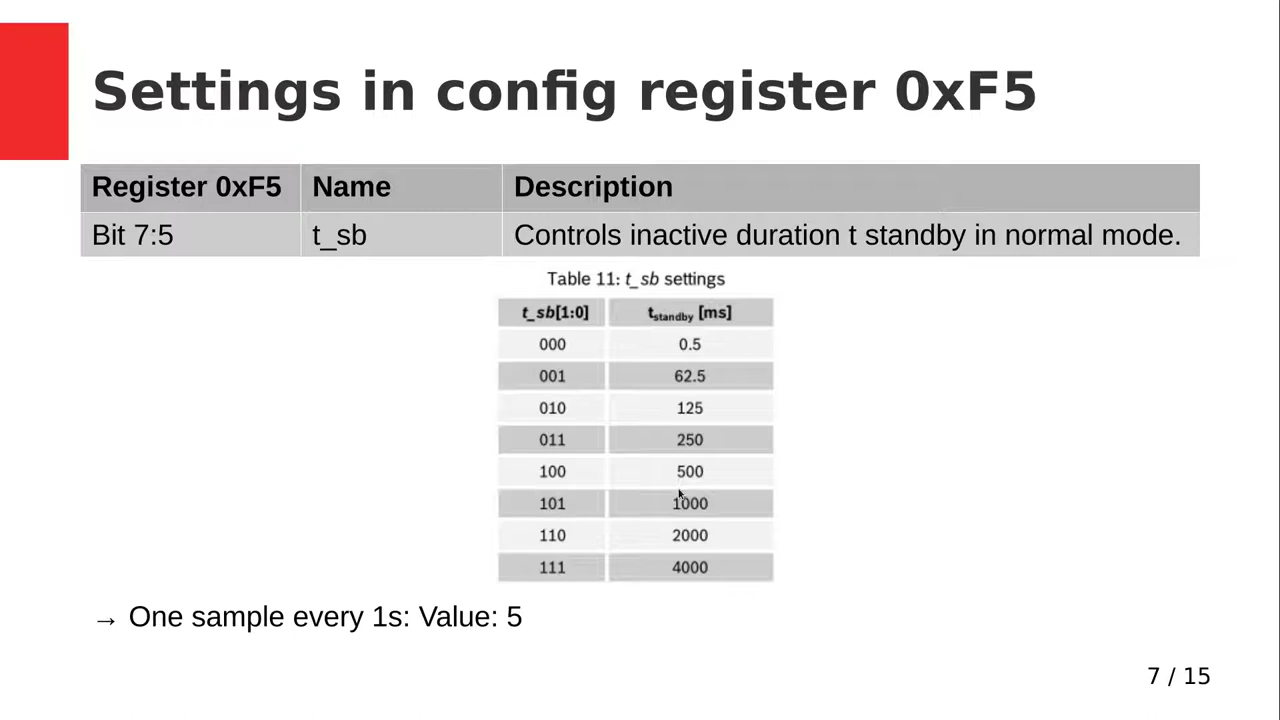 Settings in config register 0xF5
Register 0xF5 Name Description
Bit 7:5 t_sb Controls inactive duration t standby in normal mode.
Table 11: t_sb settings
t_sb[1:0] tstandby [ms]
000 0.5
001 62.5
010 125
011 250
100 500
101 1000
110 2000
111 4000
→ One sample every 1s: Value: 5
7 / 15